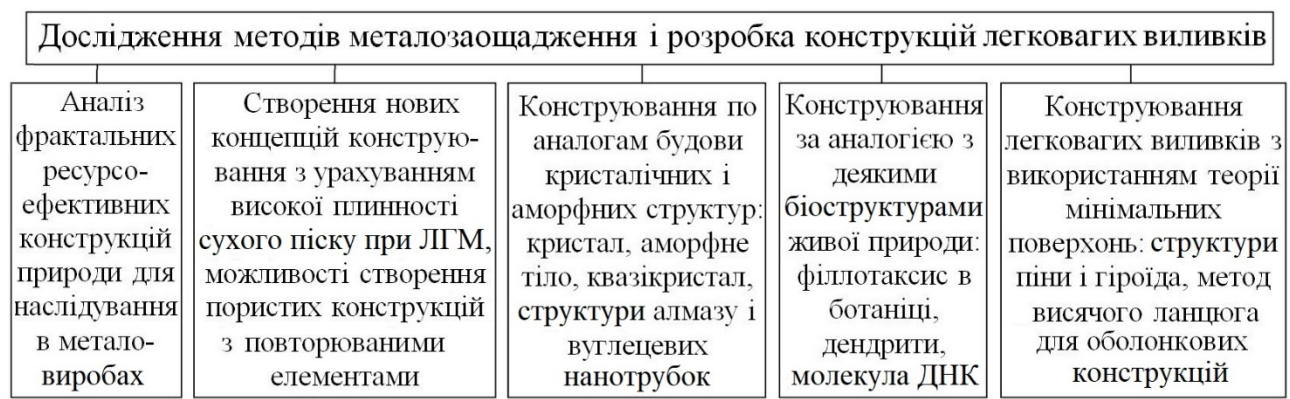 Дослідження методів металозаощадження і розробка конструкцій легковагих виливків
Аналіз
фрактальних
ресурсо-
ефективних
конструкцій
природи для
наслідування
в метало-
виробах
Створення нових
концепцій конструю-
вання з урахуванням
високої плинності
сухого піску при ЛГМ,
можливості створення
пористих конструкцій
з повторюваними
елементами
Конструювання по
аналогам будови
кристалічних і
аморфних структур:
кристал, аморфне
тіло, квазікристал,
структури алмазу і
вуглецевих
нанотрубок
Конструювання
за аналогією з
деякими
біоструктурами
живої природи:
філлотаксис в
ботаніці,
дендрити,
молекула ДНК
Конструювання
легковагих виливків з
використанням теорії
мінімальних
поверхонь: структури
піни і гіроїда, метод
висячого ланцюга
для оболонкових
конструкцій